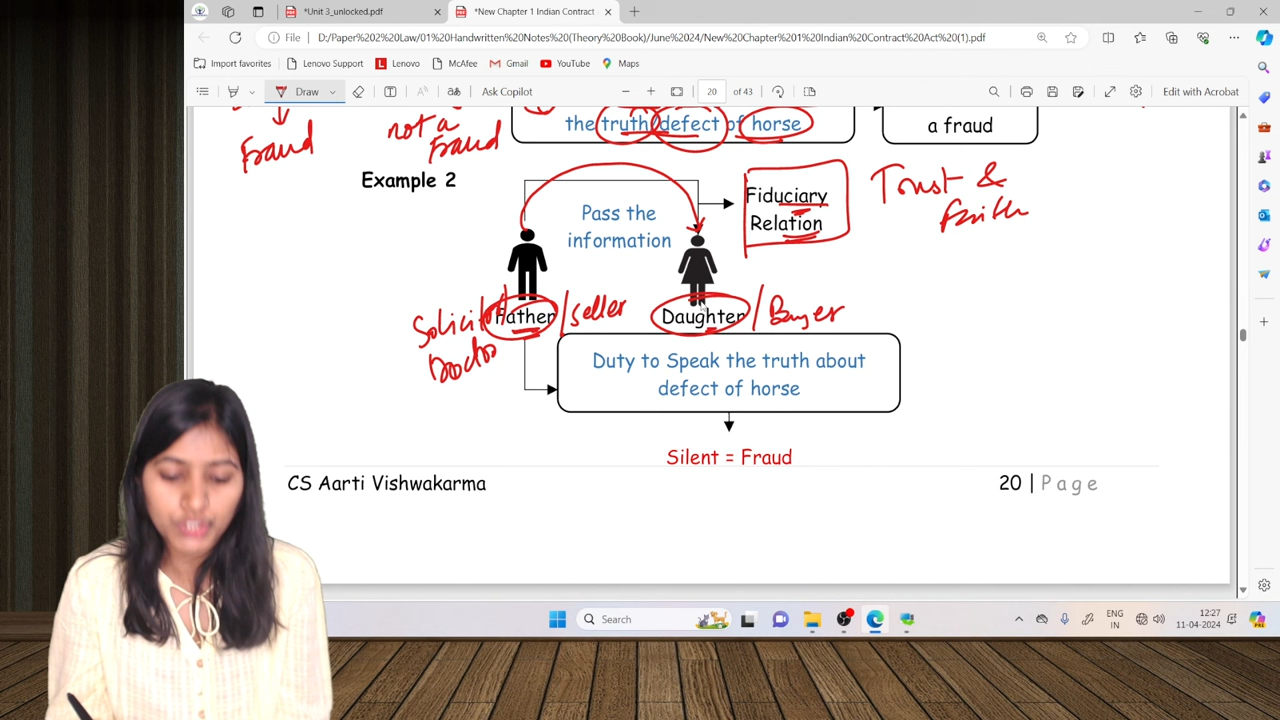 *Unit 3_unlocked.pdf
*New Chapter 1 Indian Contract
File
D:/Paper%202%20Law/01%20Handwritten%20Notes%20(Theory%20Book)/June%2024/New%20Chapter%201%20Indian%20Contract%20Act%20(1).pdf
Import favorites
Lenovo Support
L Lenovo
McAfee
Gmail
YouTube
Maps
Draw
Ask Copilot
20 of 43
Edit with Acrobat
Fraud
not a
Fraud
the truth defect of horse
a fraud
Example 2
Pass the
information
Fiduciary
Relation
Trust &
Faith
Solicitor
Doctor
Father / Seller
Daughter / Buyer
Duty to Speak the truth about
defect of horse
Silent = Fraud
CS Aarti Vishwakarma
20 | Page
Search
ENG
IN
12:27
11-04-2024